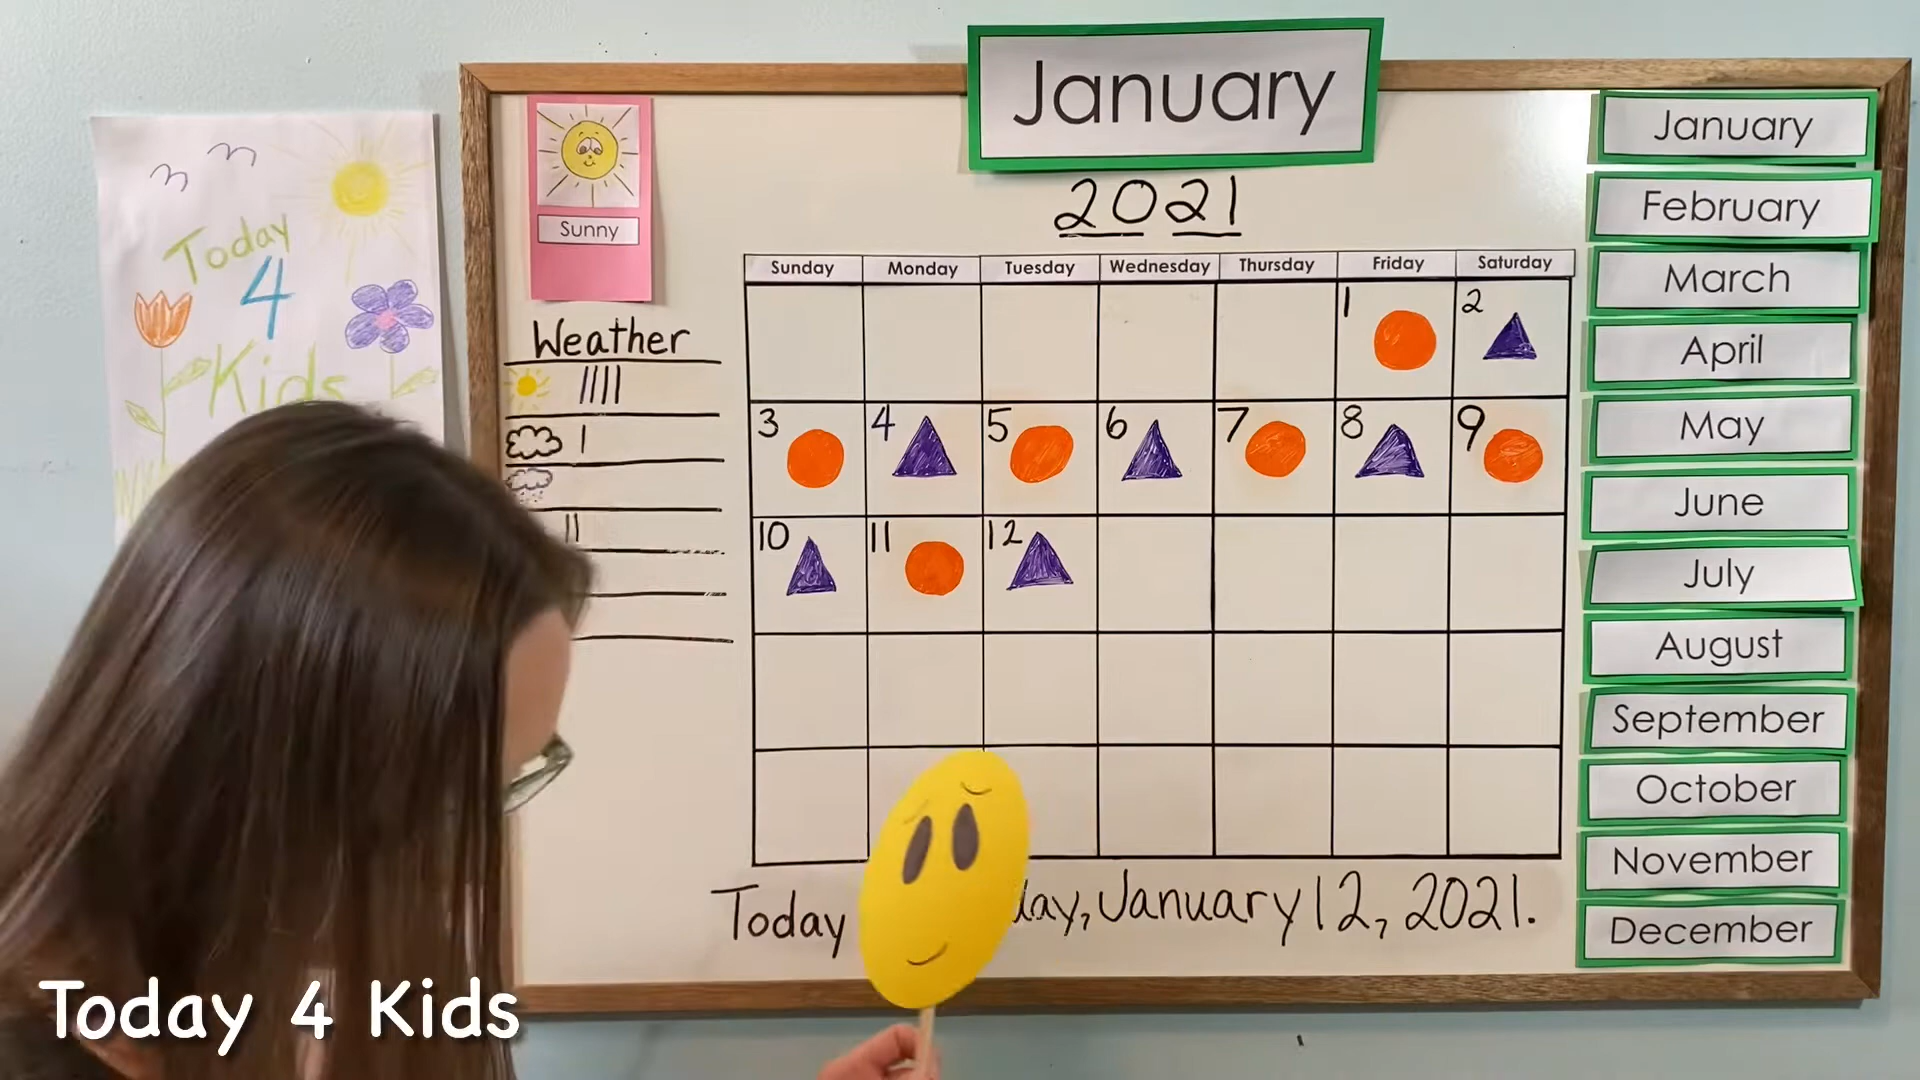 January
2021
Today
4
Kids
Sunny
Weather
Sunday Monday Tuesday Wednesday Thursday Friday Saturday
1 2
3 4 5 6 7 8 9
10 11 12
Today day, January 12, 2021.
January
February
March
April
May
June
July
August
September
October
November
December
Today 4 Kids